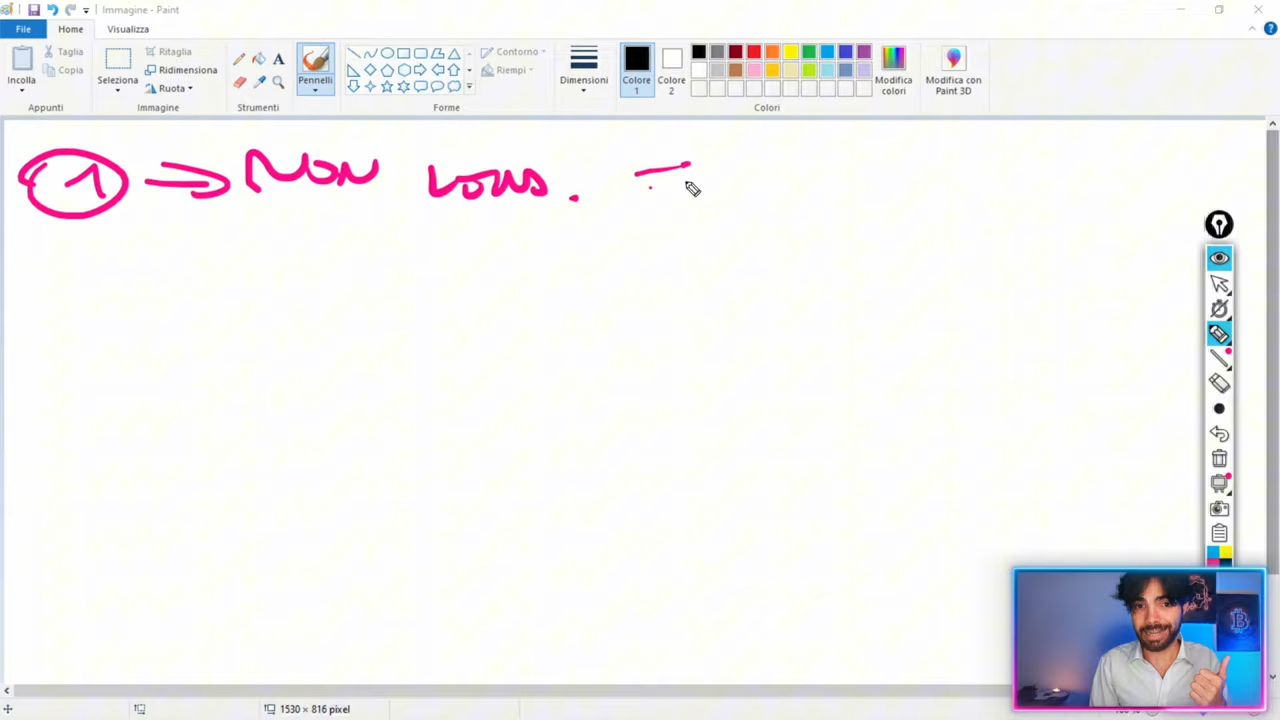 Immagine - Paint
File Home Visualizza
Incolla
Taglia
Copia
Appunti
Seleziona
Ritaglia
Ridimensiona
Ruota
Immagine
Strumenti
Pennelli
Forme
Contorno
Riempi
Dimensioni
Colore 1
Colore 2
Colori
Modifica colori
Modifica con Paint 3D
1 Non
1530 × 816 pixel